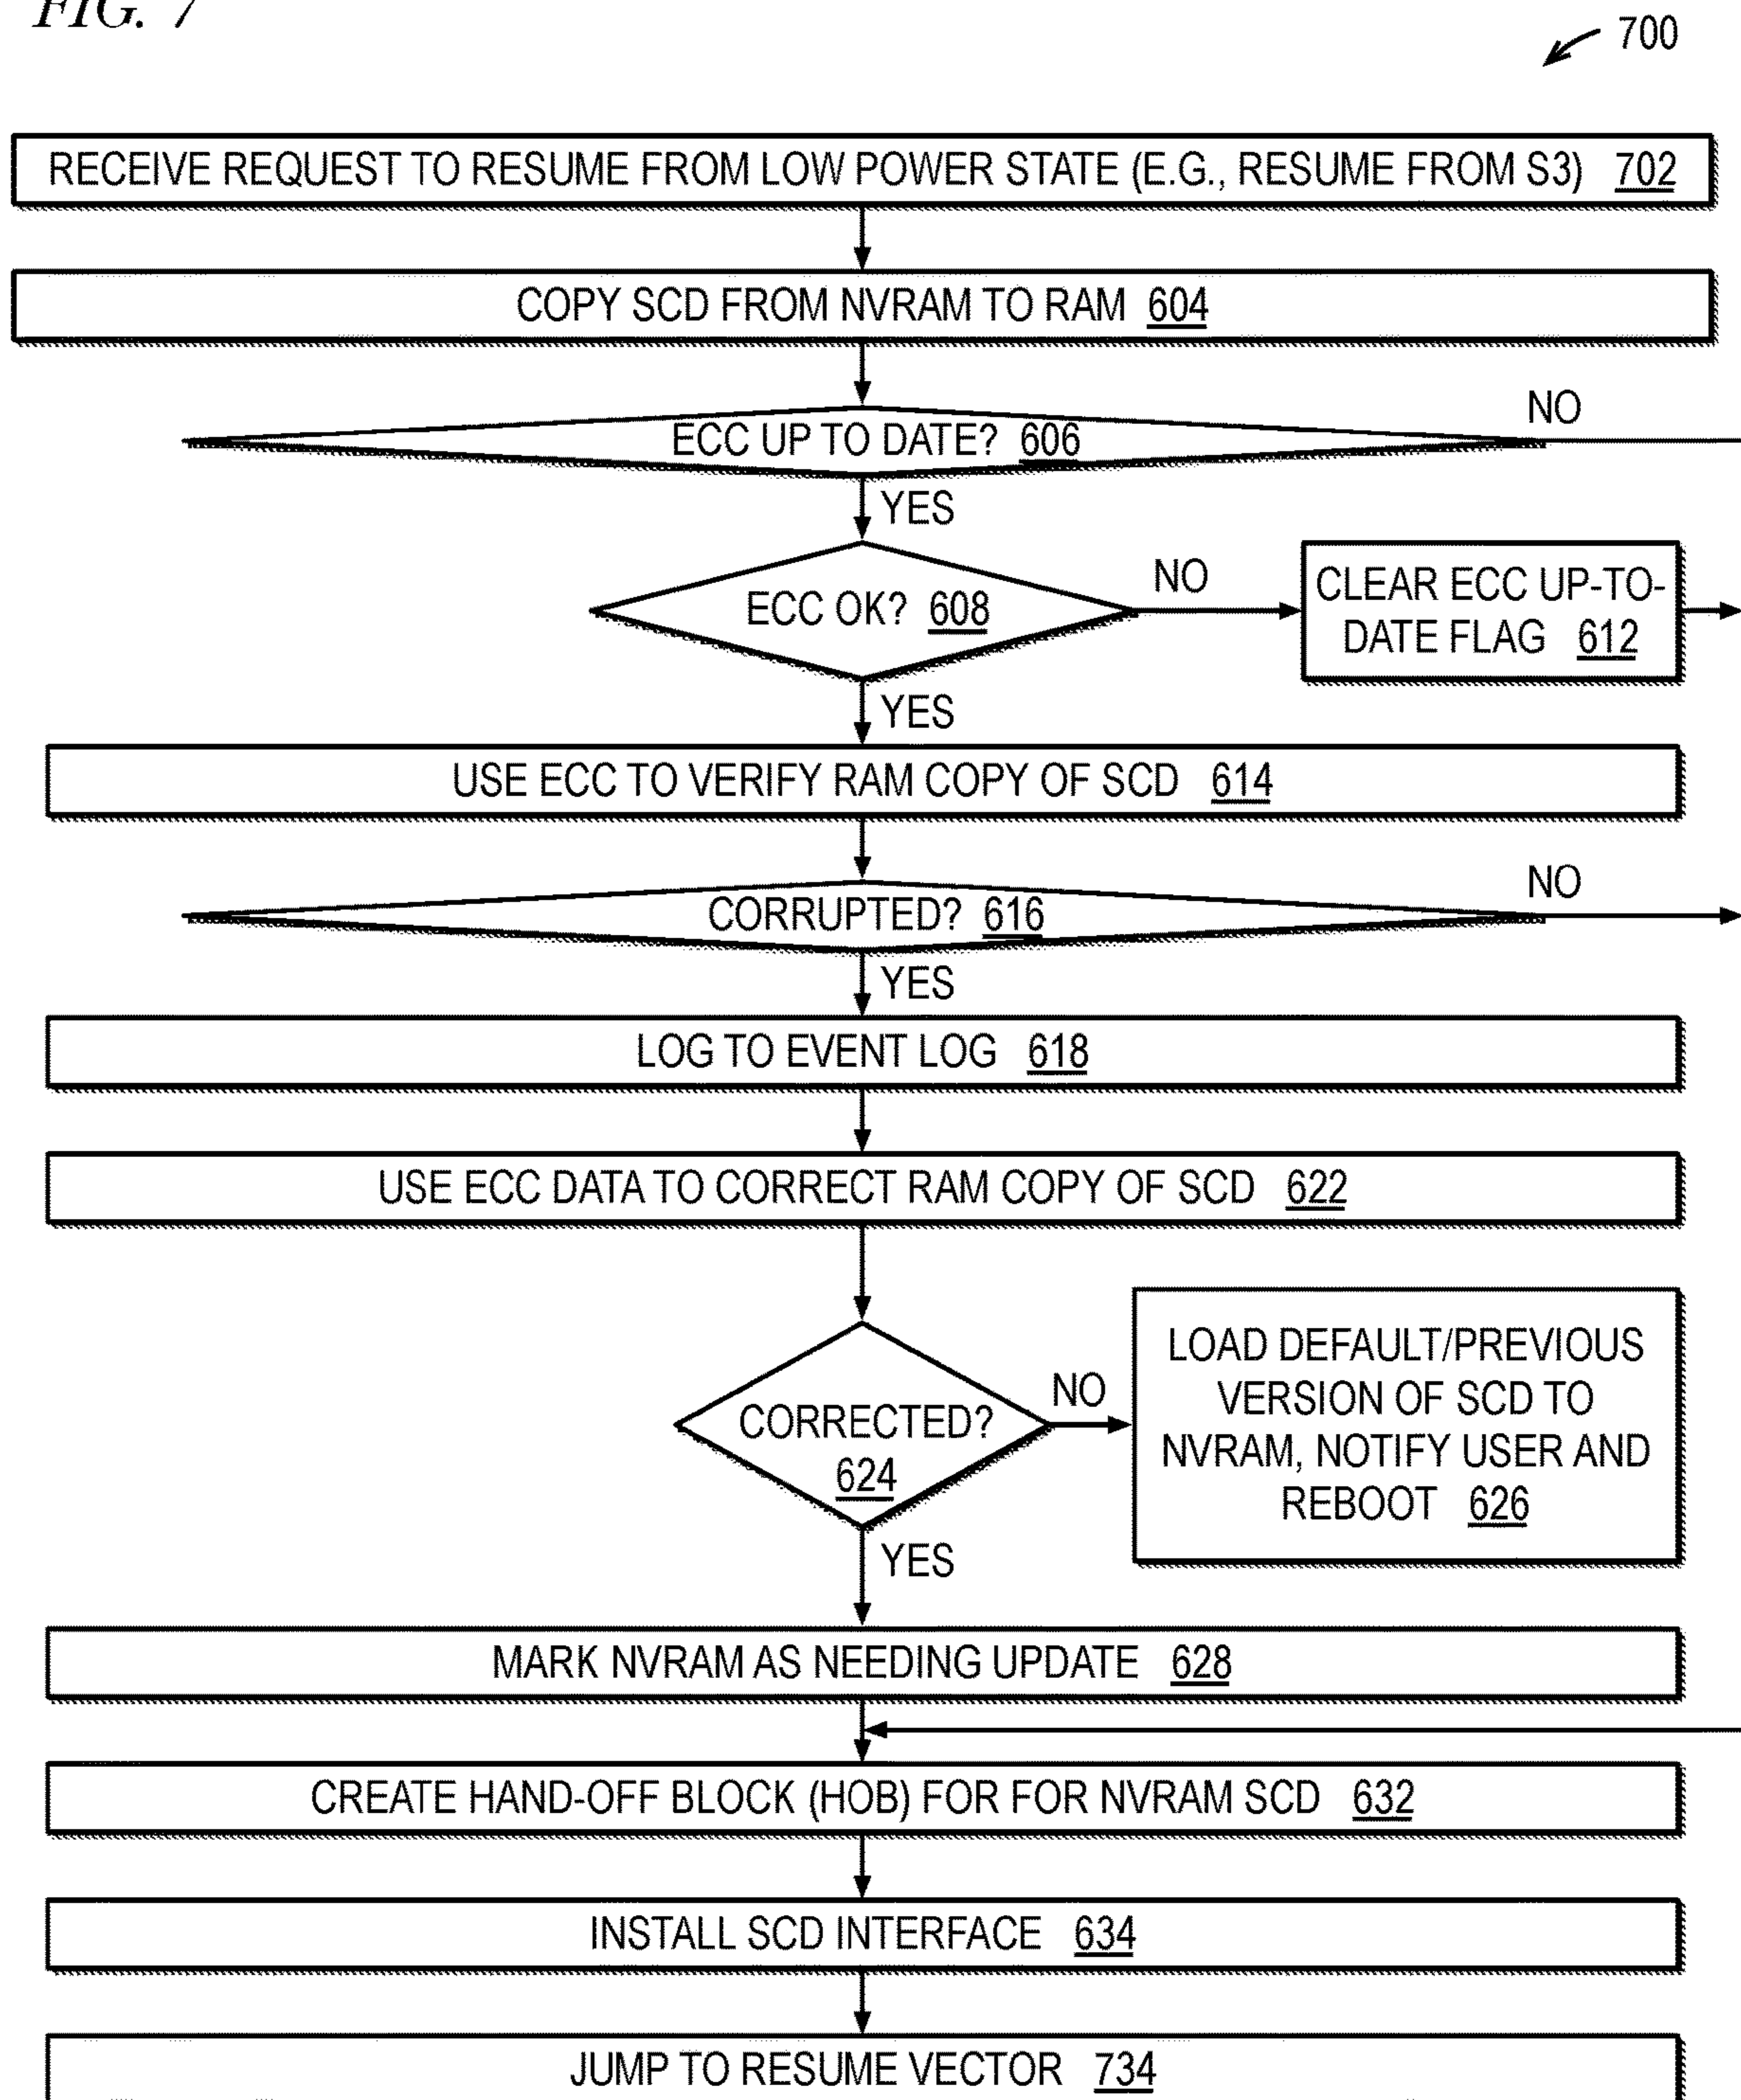 FIG. 7
700
RECEIVE REQUEST TO RESUME FROM LOW POWER STATE (E.G., RESUME FROM S3) 702
COPY SCD FROM NVRAM TO RAM 604
ECC UP TO DATE? 606
NO
YES
ECC OK? 608
NO
CLEAR ECC UP-TO-
DATE FLAG 612
YES
USE ECC TO VERIFY RAM COPY OF SCD 614
CORRUPTED? 616
NO
YES
LOG TO EVENT LOG 618
USE ECC DATA TO CORRECT RAM COPY OF SCD 622
CORRECTED?
624
NO
LOAD DEFAULT/PREVIOUS
VERSION OF SCD TO
NVRAM, NOTIFY USER AND
REBOOT 626
YES
MARK NVRAM AS NEEDING UPDATE 628
CREATE HAND-OFF BLOCK (HOB) FOR FOR NVRAM SCD 632
INSTALL SCD INTERFACE 634
JUMP TO RESUME VECTOR 734